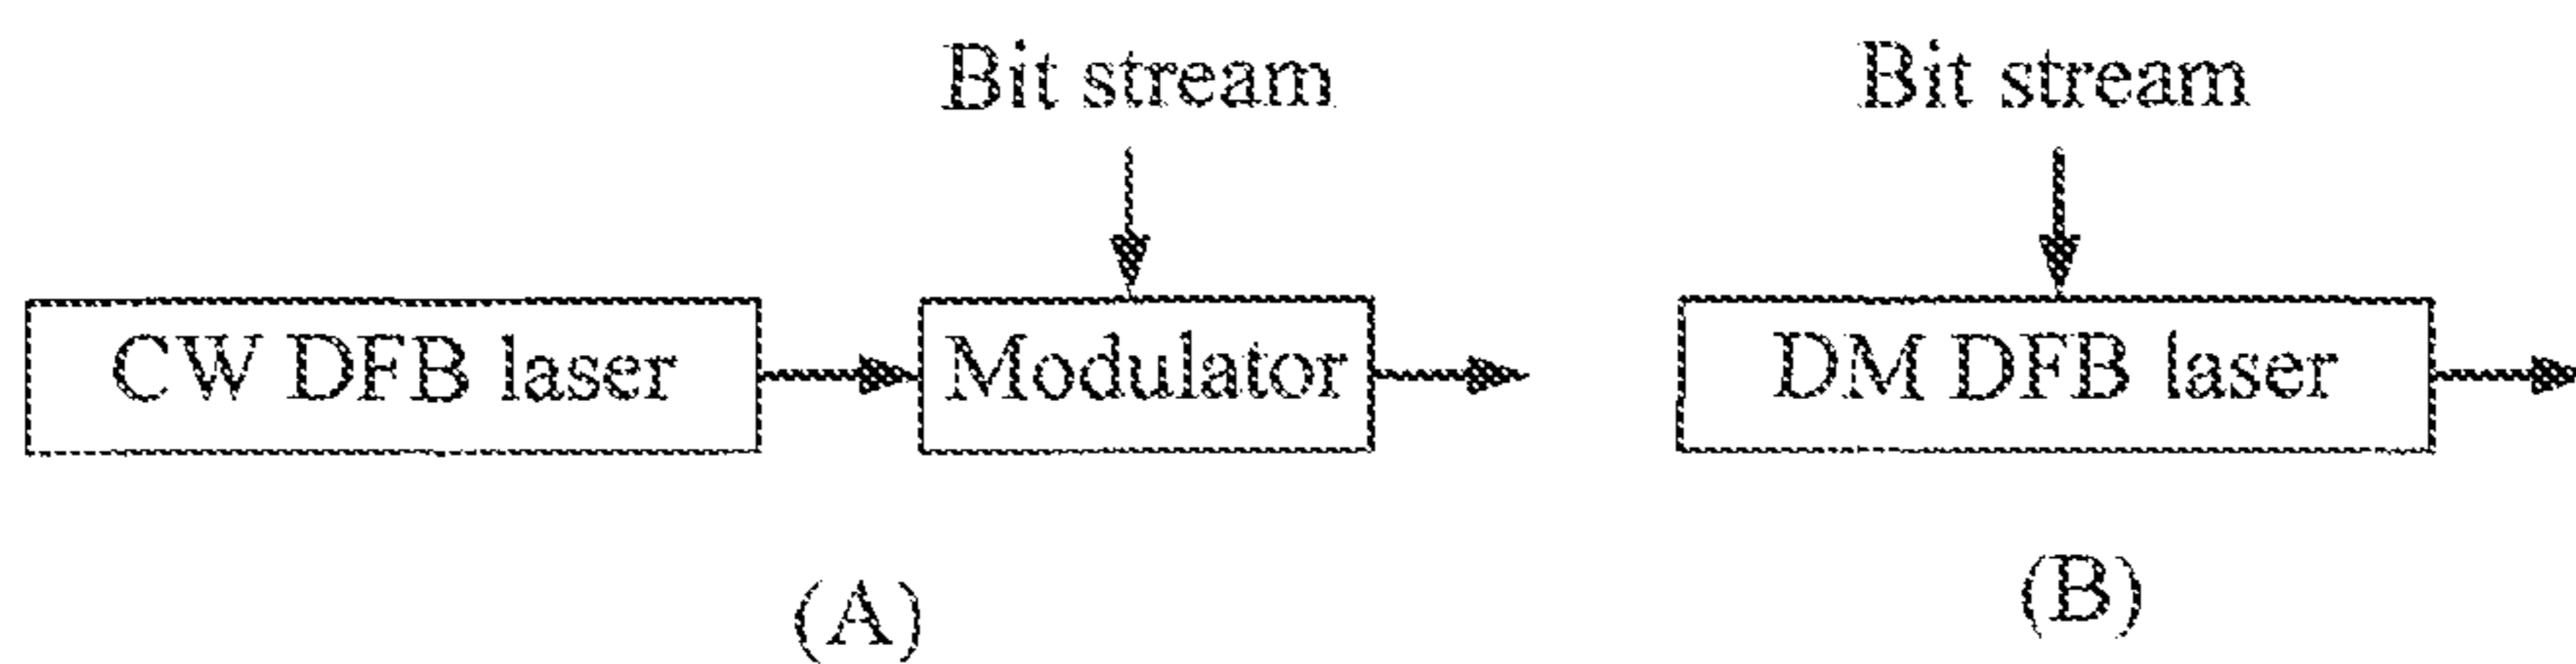 Bit stream
Bit stream
CW DFB laser
Modulator
DM DFB laser
(A)
(B)